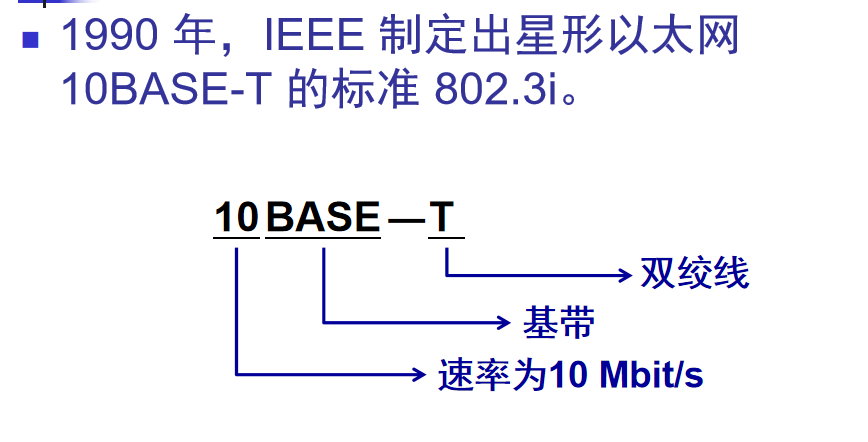 1990 年，IEEE 制定出星形以太网
10BASE-T 的标准 802.3i。
10 BASE — T
双绞线
基带
速率为10 Mbit/s